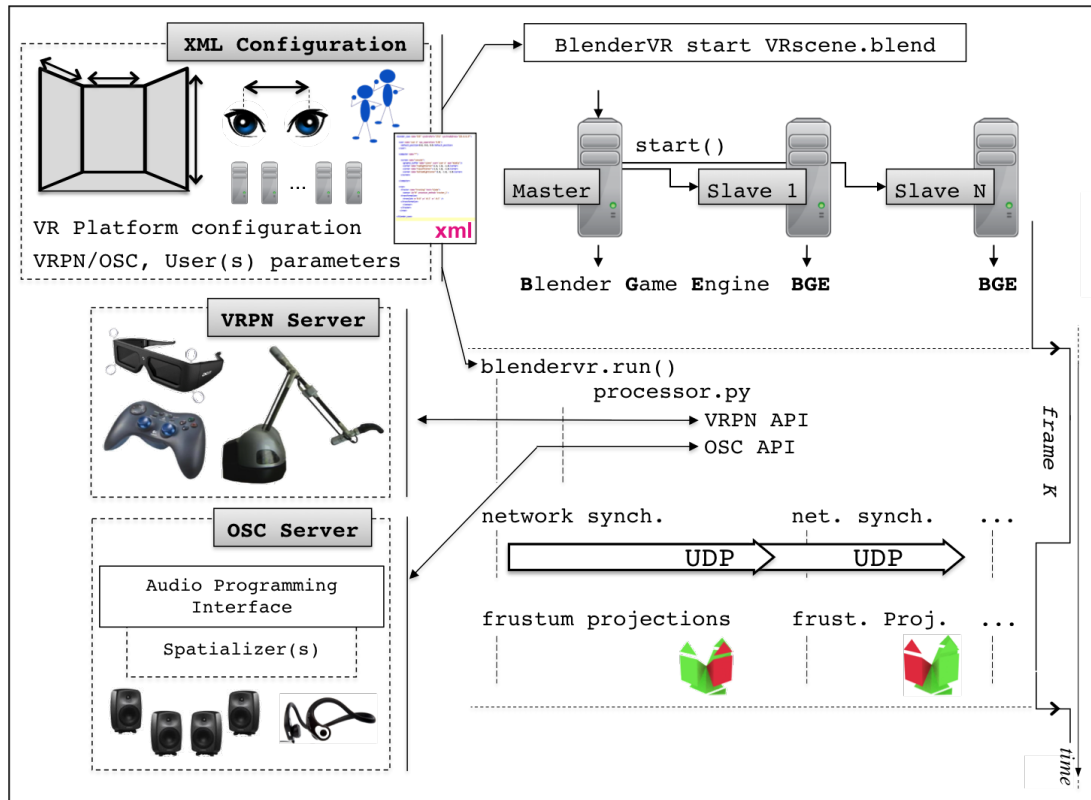 XML Configuration
VR Platform configuration
VRPN/OSC, User(s) parameters
...
xml
BlenderVR start VRscene.blend
start()
Master
Slave 1
Slave N
Blender Game Engine
BGE
BGE
VRPN Server
blendervr.run()
processor.py
VRPN API
OSC API
frame K
OSC Server
Audio Programming
Interface
Spatializer(s)
network synch.
net. synch.
...
UDP
UDP
frustum projections
frust. Proj.
...
time